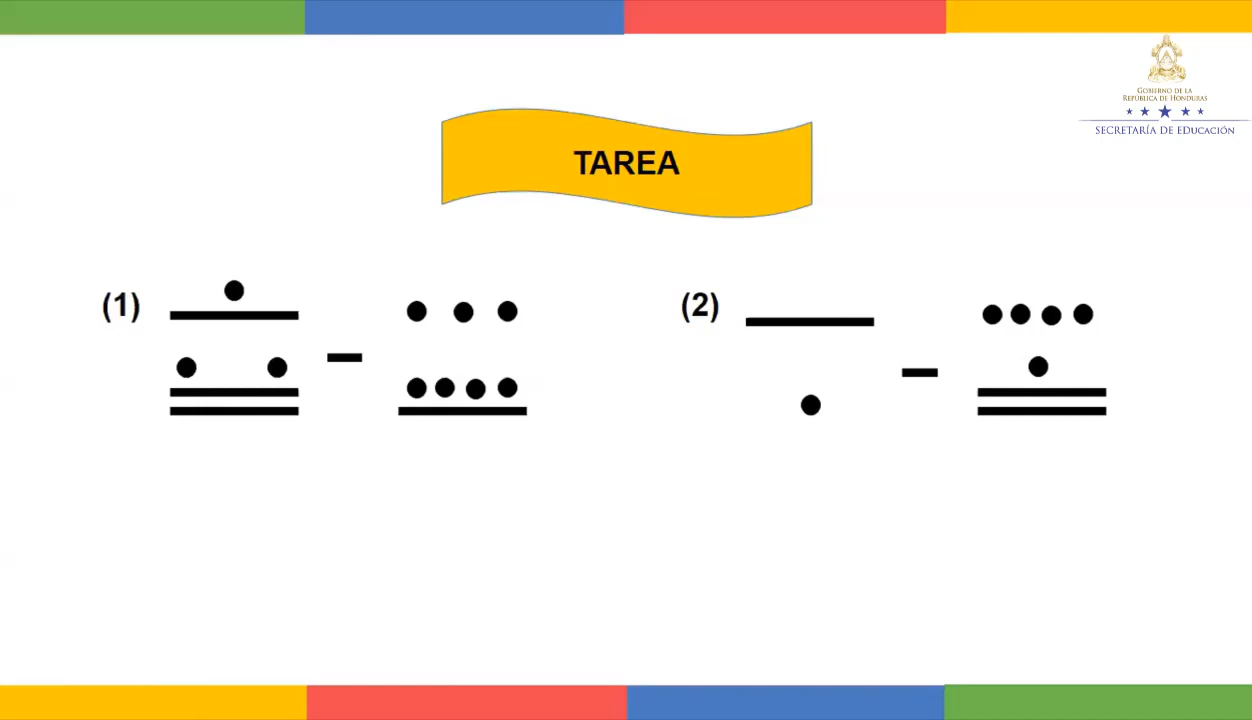 GOBIERNO DE LA
REPÚBLICA DE HONDURAS
SECRETARÍA DE EDUCACIÓN
TAREA
(1)
(2)